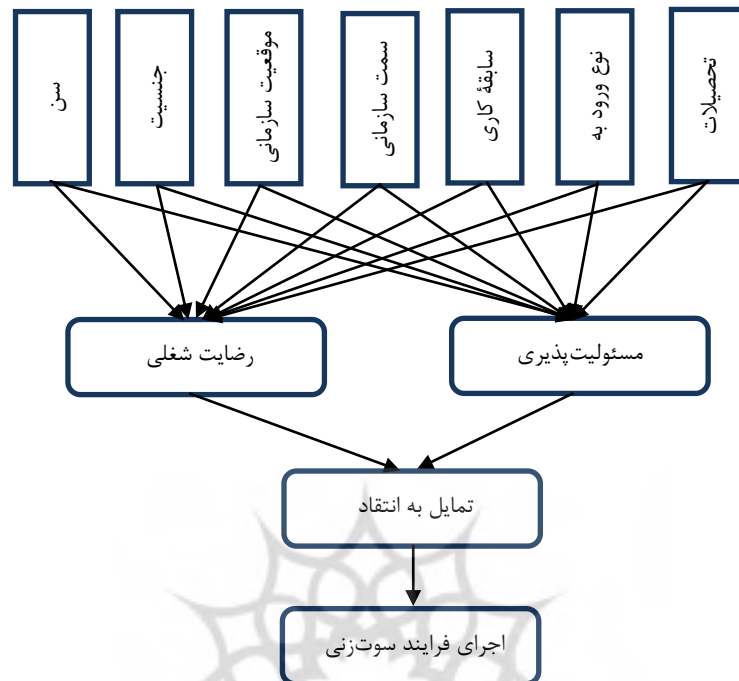 تحصیلات
نوع ورود به
سابقهٔ کاری
سمت سازمانی
موقعیت سازمانی
جنسیت
سن
مسئولیت‌پذیری
رضایت شغلی
تمایل به انتقاد
اجرای فرایند سوت‌زنی